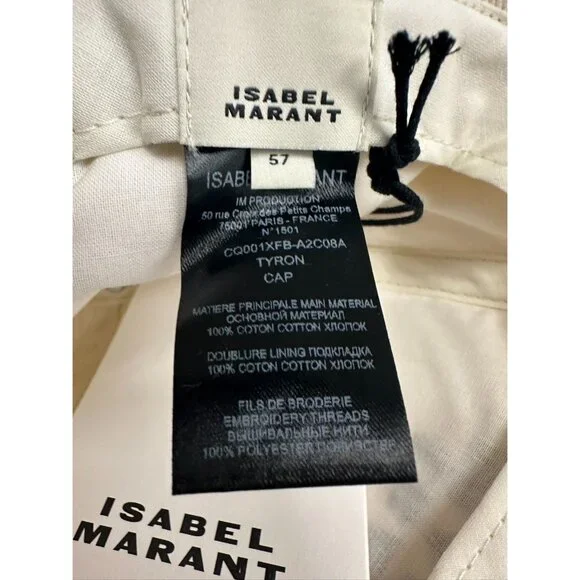 ISABEL
MARANT
57
IM PRODUCTION
50 rue Croix des Petits Champs
75001 PARIS - FRANCE
N°1501
CQ001XFB-A2C08A
TYRON
CAP
MATIERE PRINCIPALE MAIN MATERIAL
ОСНОВНОЙ МАТЕРИАЛ
100% COTON COTTON ХЛОПОК
DOUBLURE LINING ПОДКЛАДКА
100% COTON COTTON ХЛОПОК
FILS DE BRODERIE
EMBROIDERY THREADS
ВЫШИВАЛЬНЫЕ НИТИ
100% POLYESTER ПОЛИЭСТЕР
ISABEL
MARANT